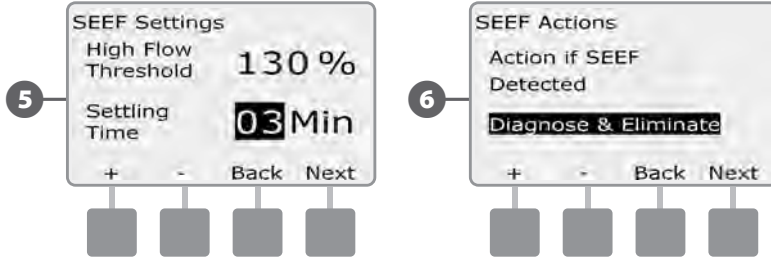 5
SEEF Settings
High Flow
Threshold
130 %
Settling
Time
03 Min
+ - Back Next
6
SEEF Actions
Action if SEEF
Detected
Diagnose & Eliminate
+ - Back Next